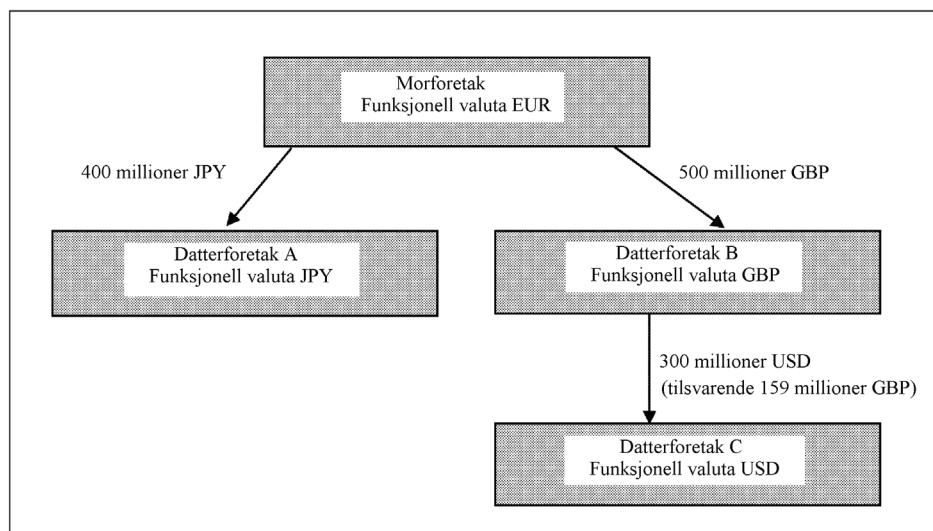 Morforetak
Funksjonell valuta EUR
400 millioner JPY
500 millioner GBP
Datterforetak A
Funksjonell valuta JPY
Datterforetak B
Funksjonell valuta GBP
300 millioner USD
(tilsvarende 159 millioner GBP)
Datterforetak C
Funksjonell valuta USD